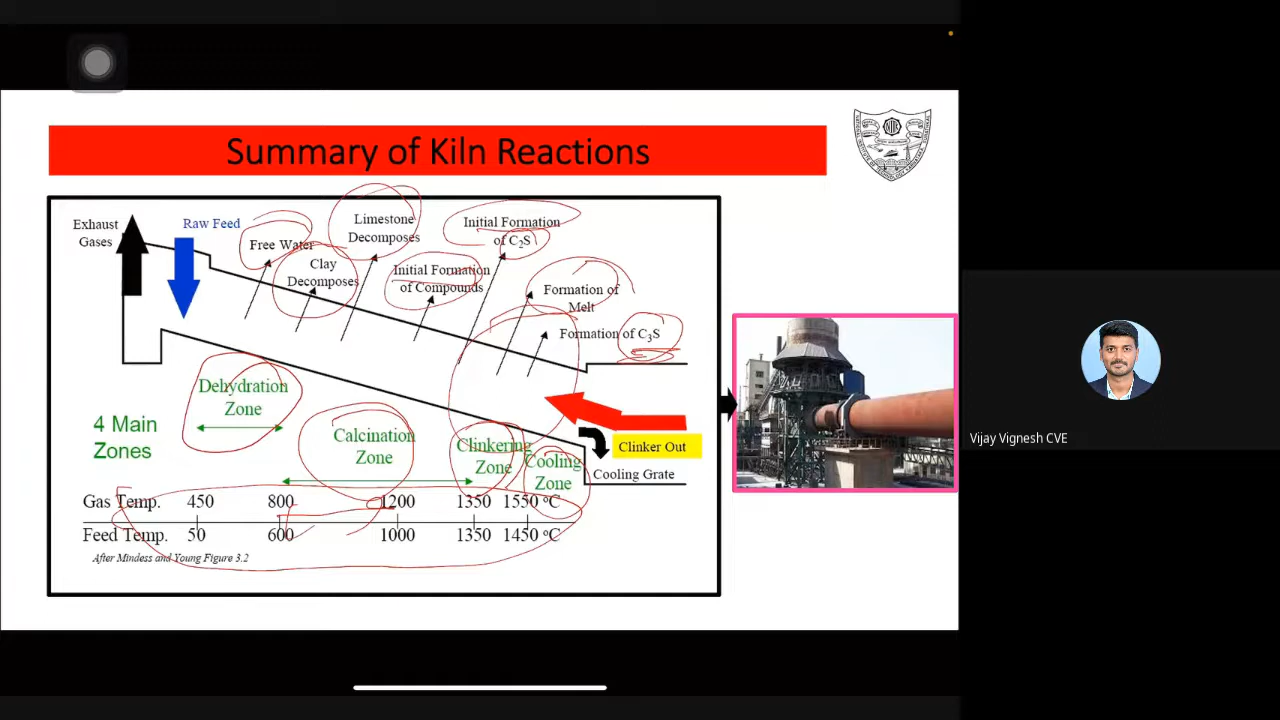 Summary of Kiln Reactions
Exhaust
Gases
Raw Feed
Free Water
Clay
Decomposes
Limestone
Decomposes
Initial Formation
of Compounds
Initial Formation
of C₂S
Formation of
Melt
Formation of C₃S
4 Main
Zones
Dehydration
Zone
Calcination
Zone
Clinkering
Zone
Cooling
Zone
Clinker Out
Cooling Grate
Gas Temp. 450 800 1200 1350 1550 °C
Feed Temp. 50 600 1000 1350 1450 °C
After Mindess and Young Figure 3.2
Vijay Vignesh CVE